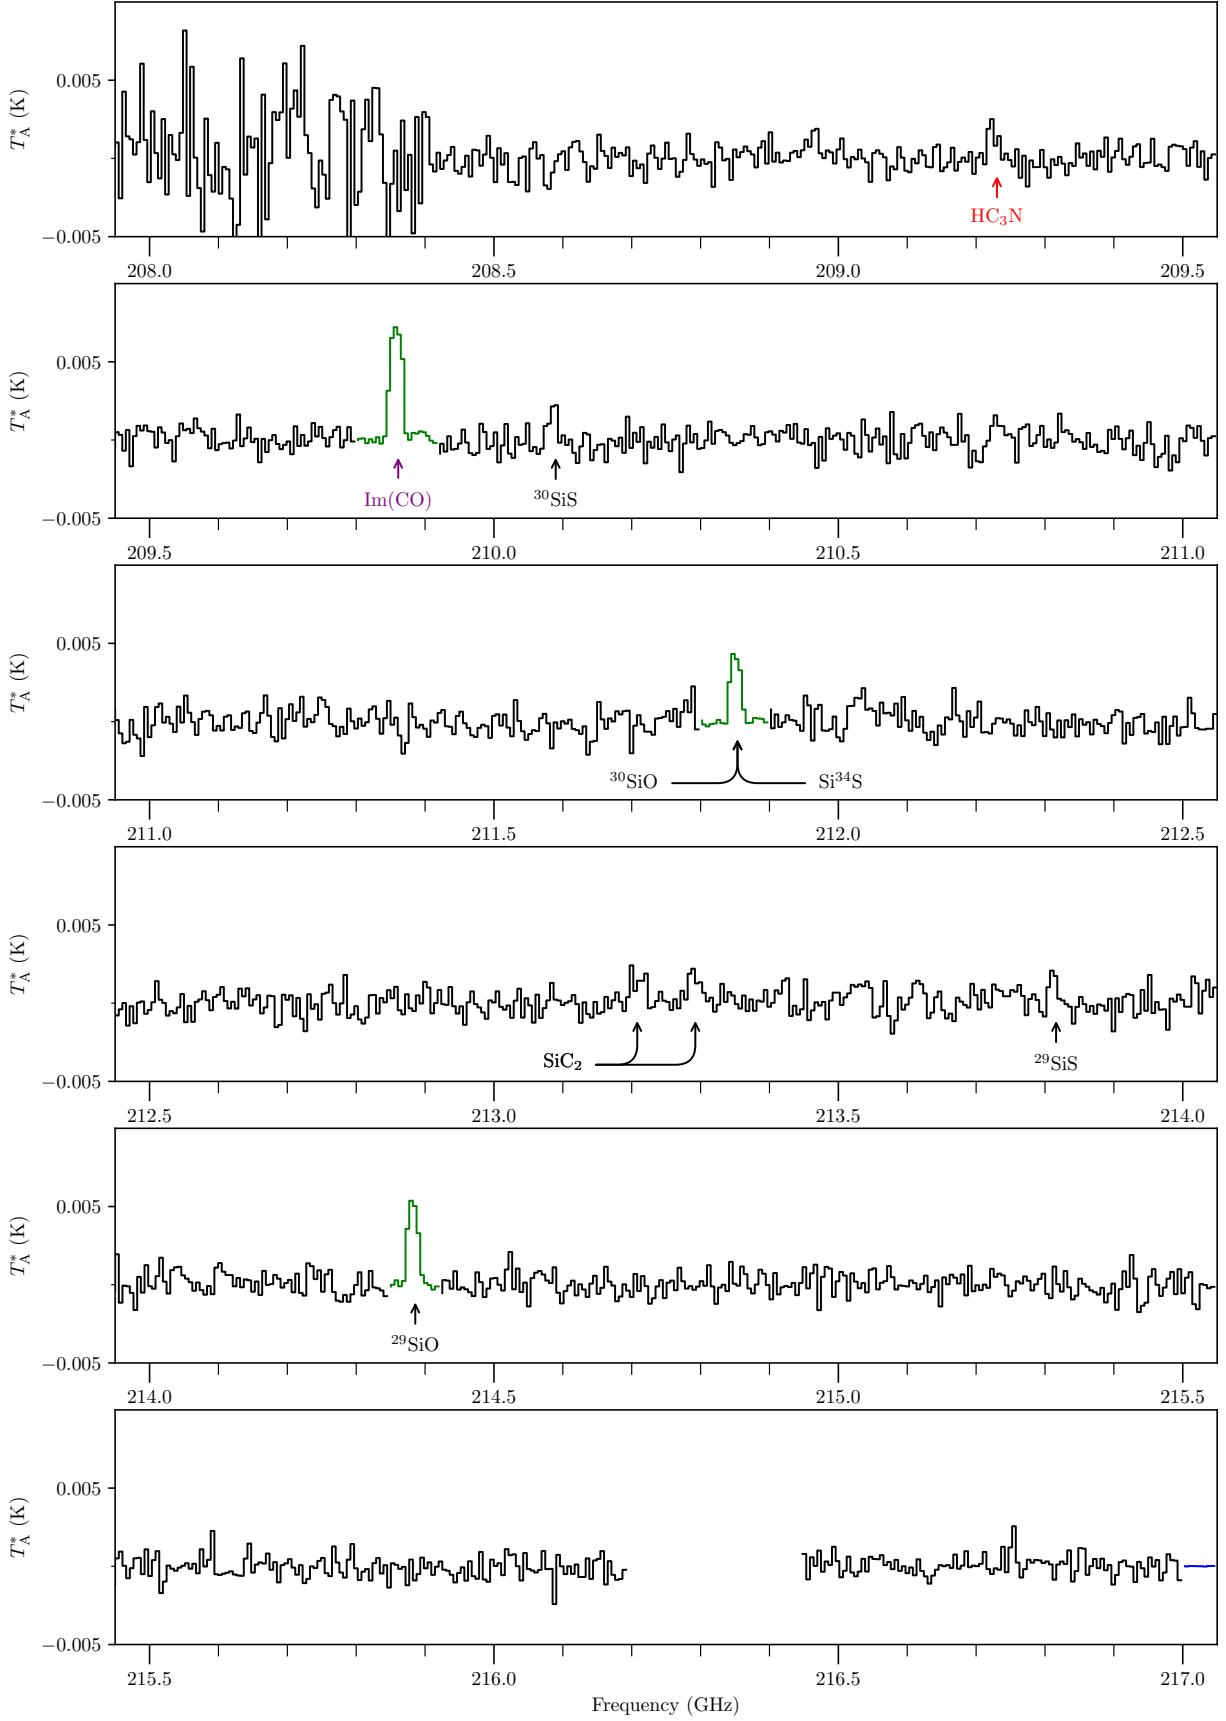 T*A (K)
0.005
−0.005
HC₃N
208.0 208.5 209.0 209.5
T*A (K)
0.005
−0.005
Im(CO)
³⁰SiS
209.5 210.0 210.5 211.0
T*A (K)
0.005
−0.005
³⁰SiO
Si³⁴S
211.0 211.5 212.0 212.5
T*A (K)
0.005
−0.005
SiC₂
²⁹SiS
212.5 213.0 213.5 214.0
T*A (K)
0.005
−0.005
²⁹SiO
214.0 214.5 215.0 215.5
T*A (K)
0.005
−0.005
215.5 216.0 216.5 217.0
Frequency (GHz)